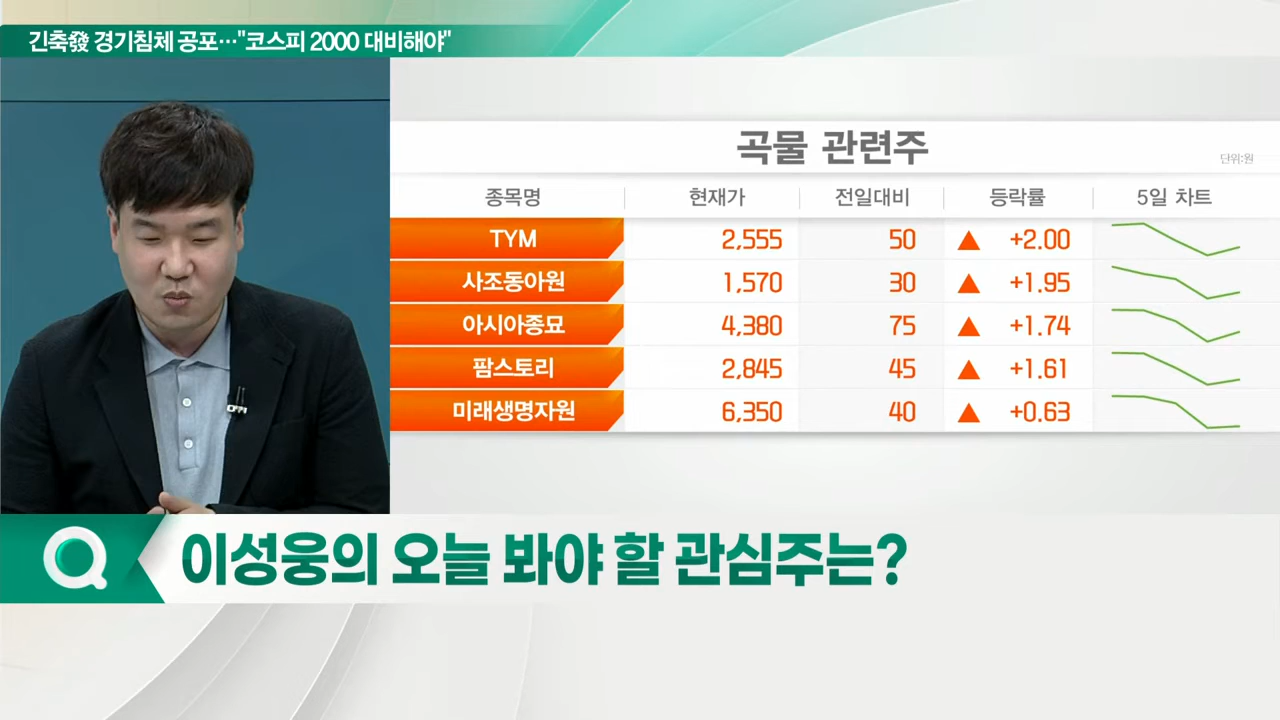 긴축發 경기침체 공포…"코스피 2000 대비해야"
곡물 관련주
단위:원
종목명 현재가 전일대비 등락률 5일 차트
TYM 2,555 50 ▲ +2.00
사조동아원 1,570 30 ▲ +1.95
아시아종묘 4,380 75 ▲ +1.74
팜스토리 2,845 45 ▲ +1.61
미래생명자원 6,350 40 ▲ +0.63
이성웅의 오늘 봐야 할 관심주는?